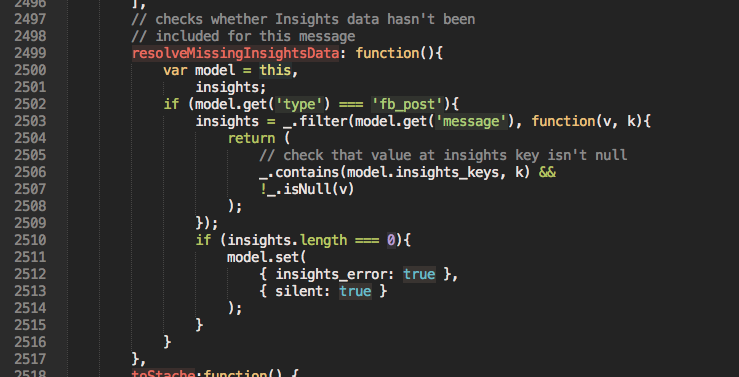 2496 ],
2497 // checks whether Insights data hasn't been
2498 // included for this message
2499 resolveMissingInsightsData: function(){
2500 var model = this,
2501 insights;
2502 if (model.get('type') === 'fb_post'){
2503 insights = _.filter(model.get('message'), function(v, k){
2504 return (
2505 // check that value at insights key isn't null
2506 _.contains(model.insights_keys, k) &&
2507 !_.isNull(v)
2508 );
2509 });
2510 if (insights.length === 0){
2511 model.set(
2512 { insights_error: true },
2513 { silent: true }
2514 );
2515 }
2516 }
2517 },
2518 toStache:function() {